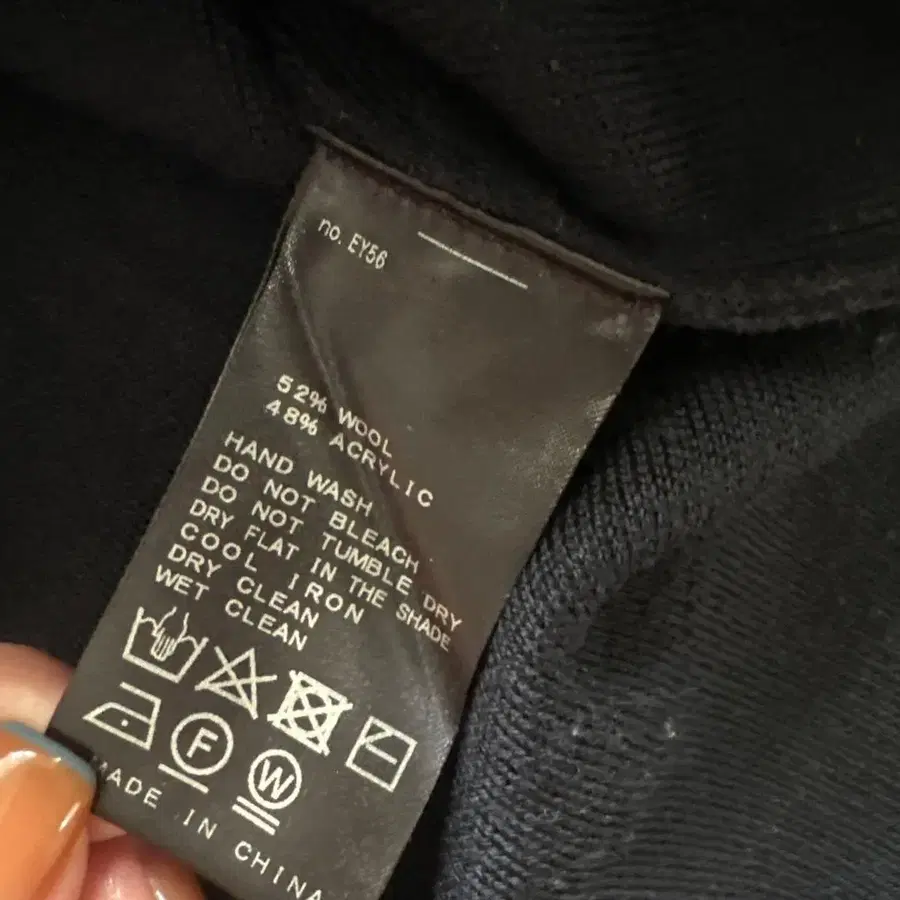 no. EY56
52% WOOL
48% ACRYLIC
HAND WASH
DO NOT BLEACH
DO NOT TUMBLE DRY
DRY FLAT IN THE SHADE
COOL IRON
DRY CLEAN
WET CLEAN
F
W
MADE IN CHINA